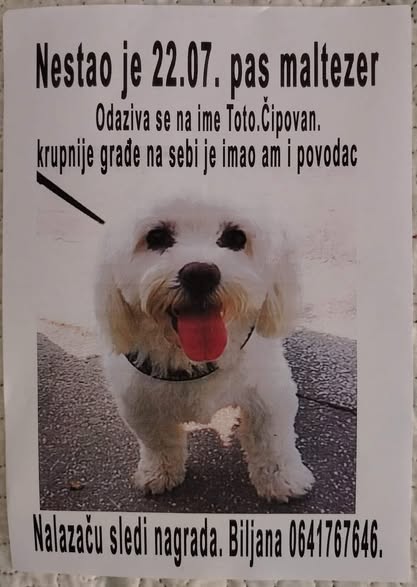 Nestao je 22.07. pas maltezer
Odaziva se na ime Toto.Čipovan.
krupnije građe na sebi je imao am i povodac
Nalazaču sledi nagrada. Biljana 0641767646.